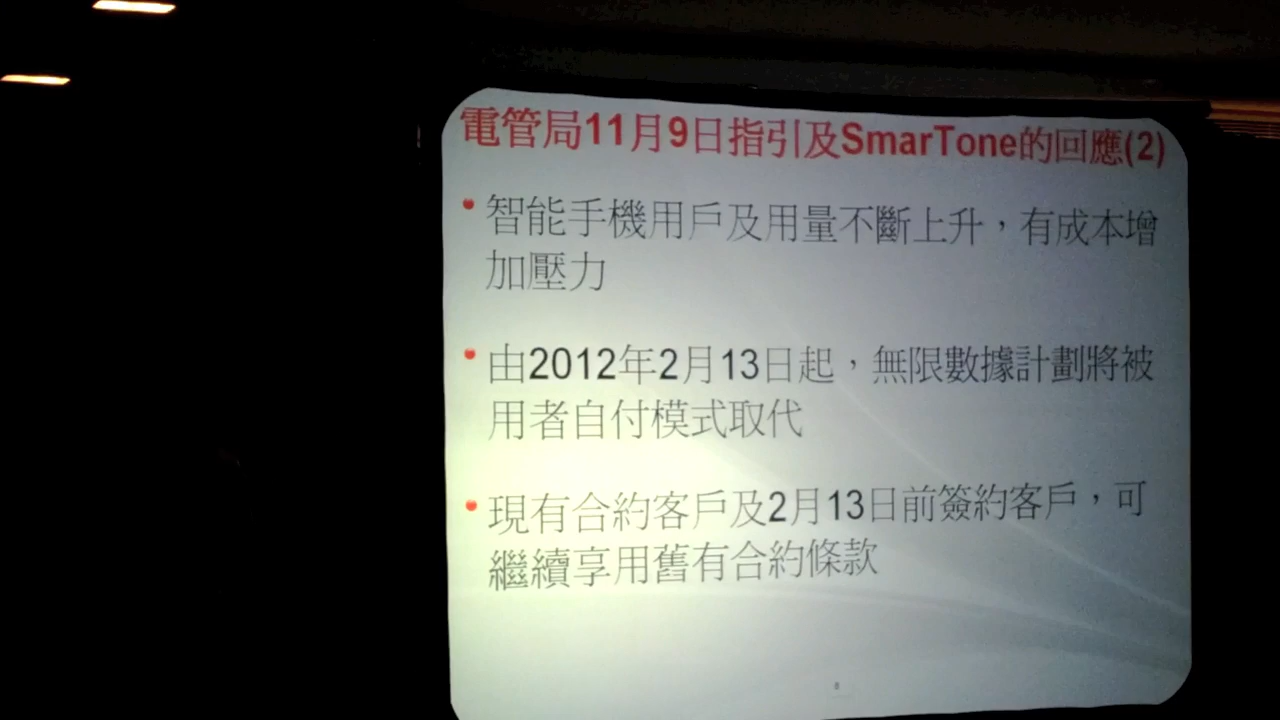 電管局11月9日指引及SmarTone的回應(2)
• 智能手機用戶及用量不斷上升，有成本增
加壓力
• 由2012年2月13日起，無限數據計劃將被
用者自付模式取代
• 現有合約客戶及2月13日前簽約客戶，可
繼續享用舊有合約條款
8